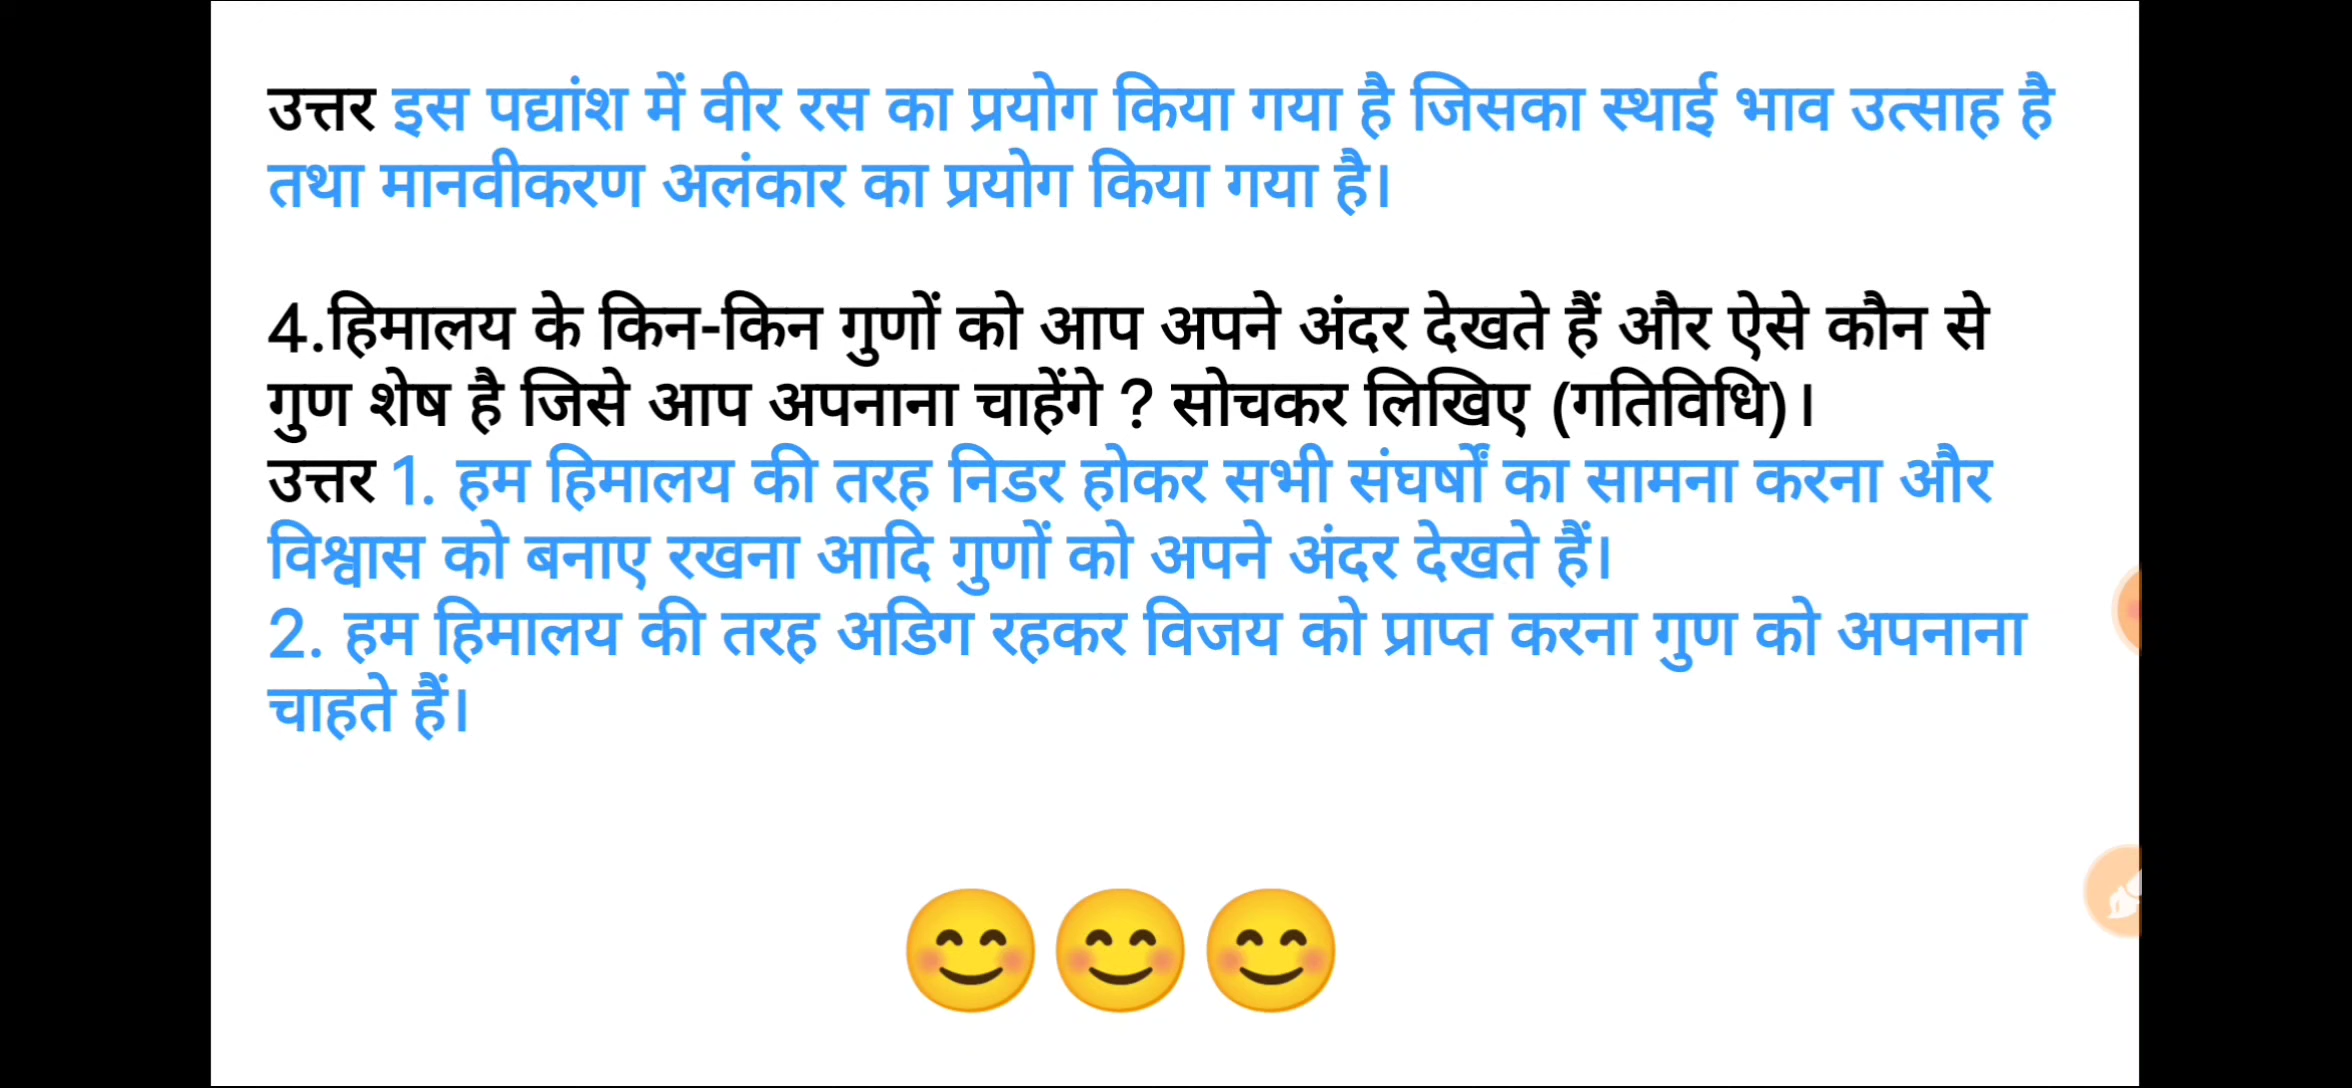 उत्तर इस पद्यांश में वीर रस का प्रयोग किया गया है जिसका स्थाई भाव उत्साह है
तथा मानवीकरण अलंकार का प्रयोग किया गया है।
4.हिमालय के किन-किन गुणों को आप अपने अंदर देखते हैं और ऐसे कौन से
गुण शेष है जिसे आप अपनाना चाहेंगे ? सोचकर लिखिए (गतिविधि)।
उत्तर 1. हम हिमालय की तरह निडर होकर सभी संघर्षों का सामना करना और
विश्वास को बनाए रखना आदि गुणों को अपने अंदर देखते हैं।
2. हम हिमालय की तरह अडिग रहकर विजय को प्राप्त करना गुण को अपनाना
चाहते हैं।